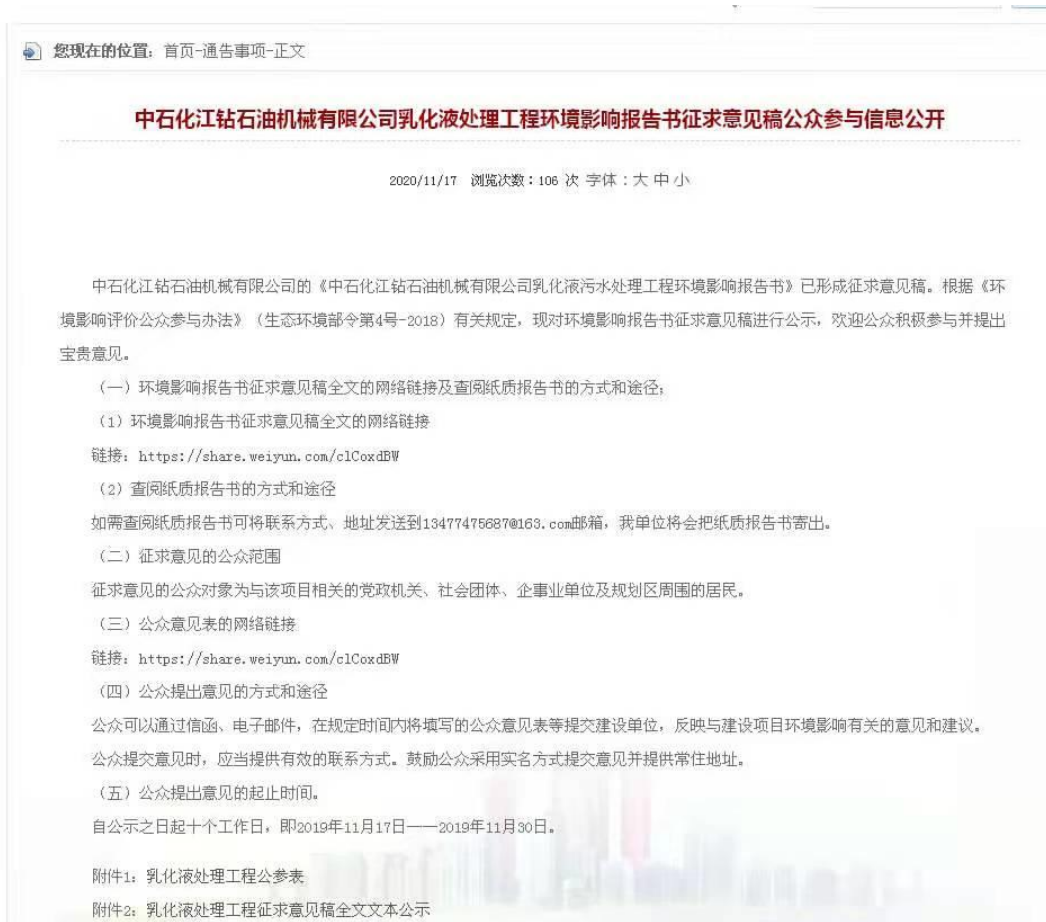 您现在的位置：首页-通告事项-正文
中石化江钻石油机械有限公司乳化液处理工程环境影响报告书征求意见稿公众参与信息公开
2020/11/17 浏览次数：106 次 字体：大 中 小
中石化江钻石油机械有限公司的《中石化江钻石油机械有限公司乳化液污水处理工程环境影响报告书》已形成征求意见稿。根据《环
境影响评价公众参与办法》（生态环境部令第4号-2018）有关规定，现对环境影响报告书征求意见稿进行公示，欢迎公众积极参与并提出
宝贵意见。
（一）环境影响报告书征求意见稿全文的网络链接及查阅纸质报告书的方式和途径；
（1）环境影响报告书征求意见稿全文的网络链接
链接：https://share.weiyun.com/clCoxdBW
（2）查阅纸质报告书的方式和途径
如需查阅纸质报告书可将联系方式、地址发送到13477475687@163.com邮箱，我单位将会把纸质报告书寄出。
（二）征求意见的公众范围
征求意见的公众对象为与该项目相关的党政机关、社会团体、企事业单位及规划区周围的居民。
（三）公众意见表的网络链接
链接：https://share.weiyun.com/clCoxdBW
（四）公众提出意见的方式和途径
公众可以通过信函、电子邮件，在规定时间内将填写的公众意见表等提交建设单位，反映与建设项目环境影响有关的意见和建议。
公众提交意见时，应当提供有效的联系方式。鼓励公众采用实名方式提交意见并提供常住地址。
（五）公众提出意见的起止时间。
自公示之日起十个工作日，即2019年11月17日——2019年11月30日。
附件1：乳化液处理工程公参表
附件2：乳化液处理工程征求意见稿全文文本公示